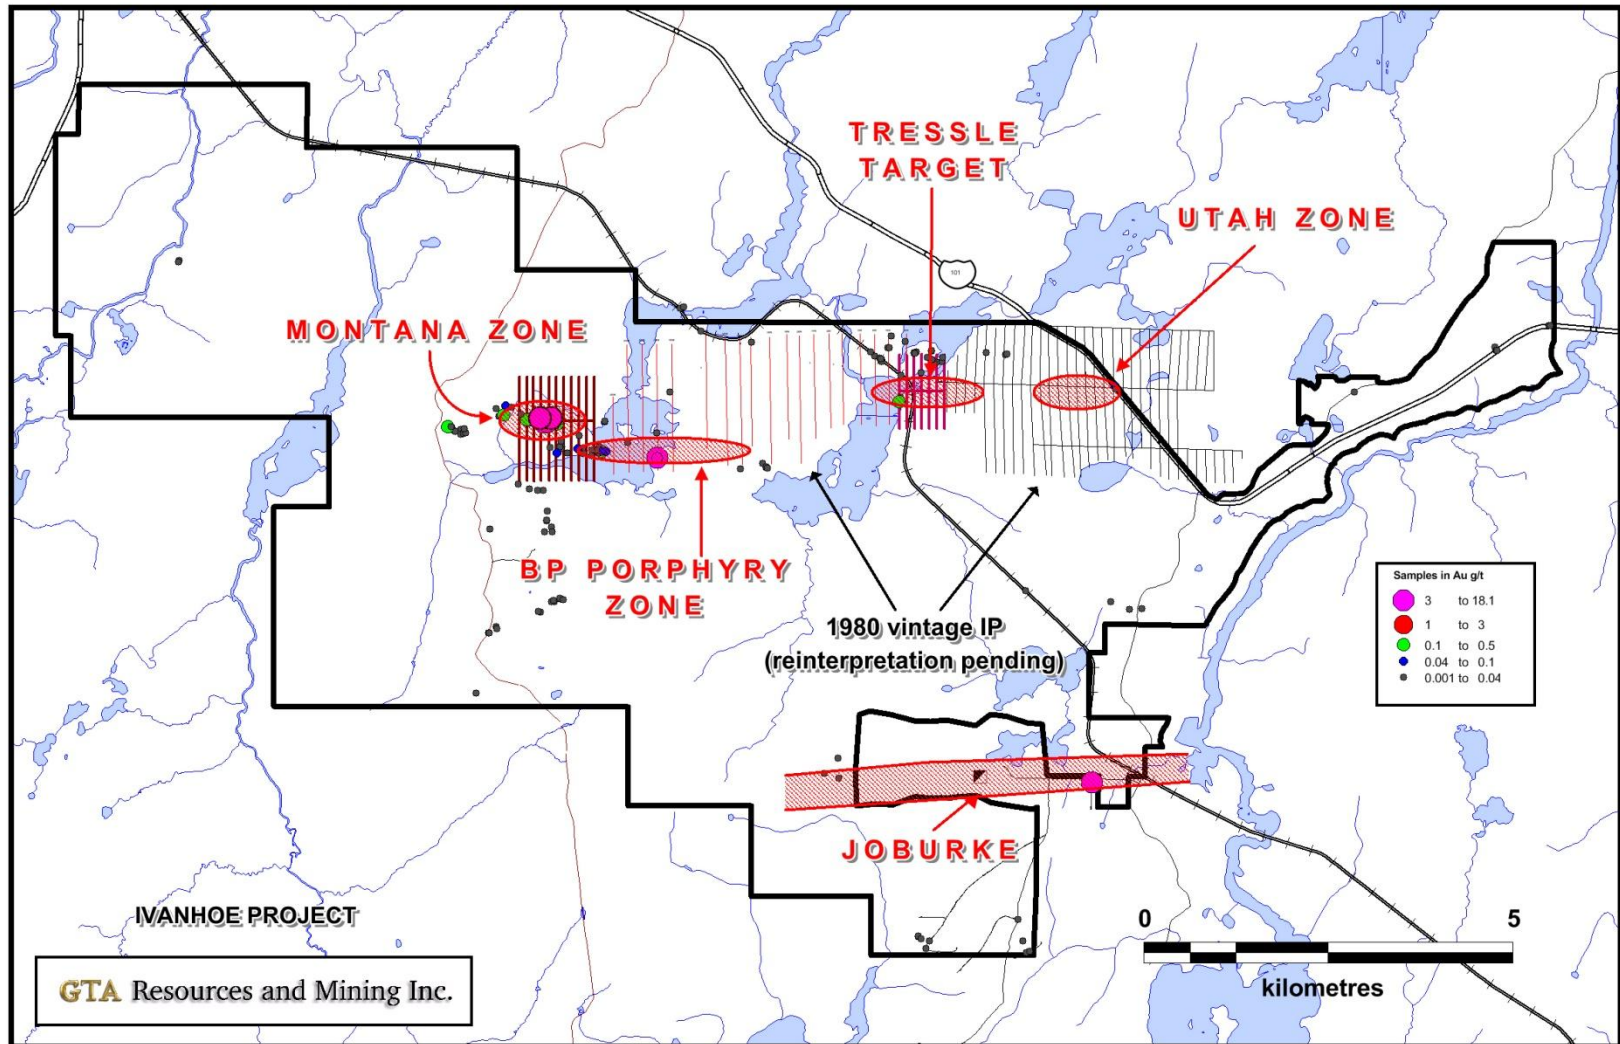 TRESSLE
TARGET
UTAH ZONE
101
MONTANA ZONE
BP PORPHYRY
ZONE
1980 vintage IP
(reinterpretation pending)
Samples in Au g/t
3 to 18.1
1 to 3
0.1 to 0.5
0.04 to 0.1
0.001 to 0.04
JOBURKE
IVANHOE PROJECT
0 5
kilometres
GTA Resources and Mining Inc.